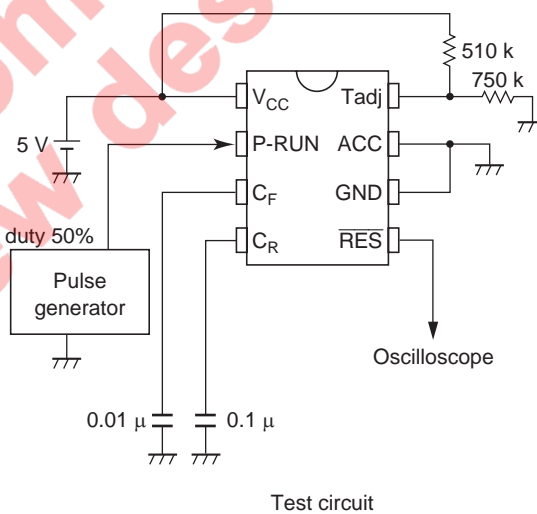 510 k
750 k
VCC
Tadj
5 V
P-RUN
ACC
CF
GND
duty 50%
CR
RES
Pulse
generator
Oscilloscope
0.01 μ
0.1 μ
Test circuit